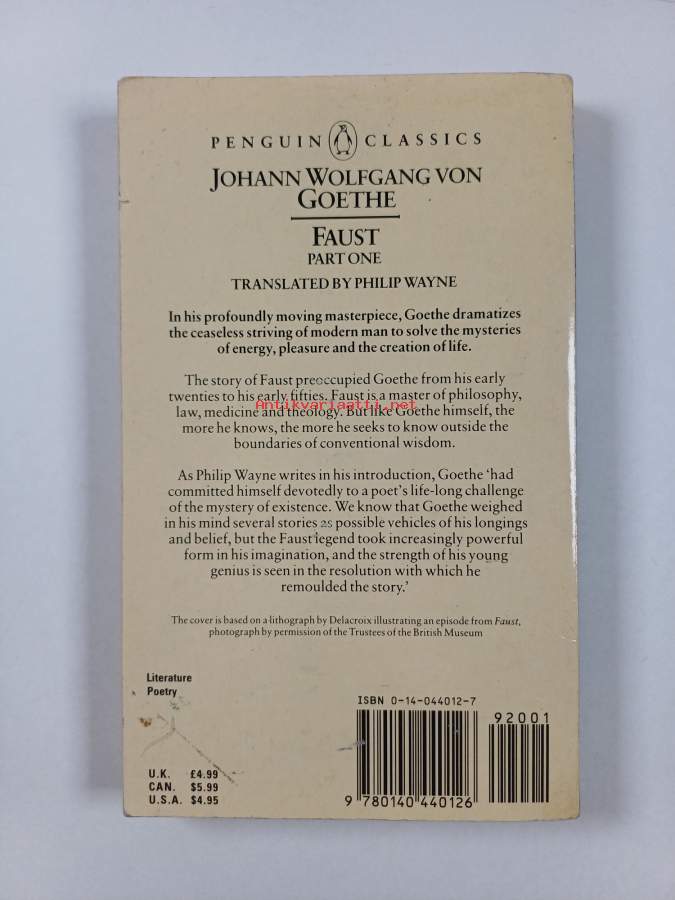 PENGUIN CLASSICS
JOHANN WOLFGANG VON
GOETHE
FAUST
PART ONE
TRANSLATED BY PHILIP WAYNE
In his profoundly moving masterpiece, Goethe dramatizes
the ceaseless striving of modern man to solve the mysteries
of energy, pleasure and the creation of life.
The story of Faust preoccupied Goethe from his early
twenties to his early fifties. Faust is a master of philosophy,
Antikvariaatti.net
law, medicine and theology. But like Goethe himself, the
more he knows, the more he seeks to know outside the
boundaries of conventional wisdom.
As Philip Wayne writes in his introduction, Goethe ‘had
committed himself devotedly to a poet’s life-long challenge
of the mystery of existence. We know that Goethe weighed
in his mind several stories as possible vehicles of his longings
and belief, but the Faust legend took increasingly powerful
form in his imagination, and the strength of his young
genius is seen in the resolution with which he
remoulded the story.’
The cover is based on a lithograph by Delacroix illustrating an episode from Faust,
photograph by permission of the Trustees of the British Museum
Literature
Poetry
ISBN 0-14-044012-7
92001
U.K. £4.99
CAN. $5.99
U.S.A. $4.95
9 780140 440126